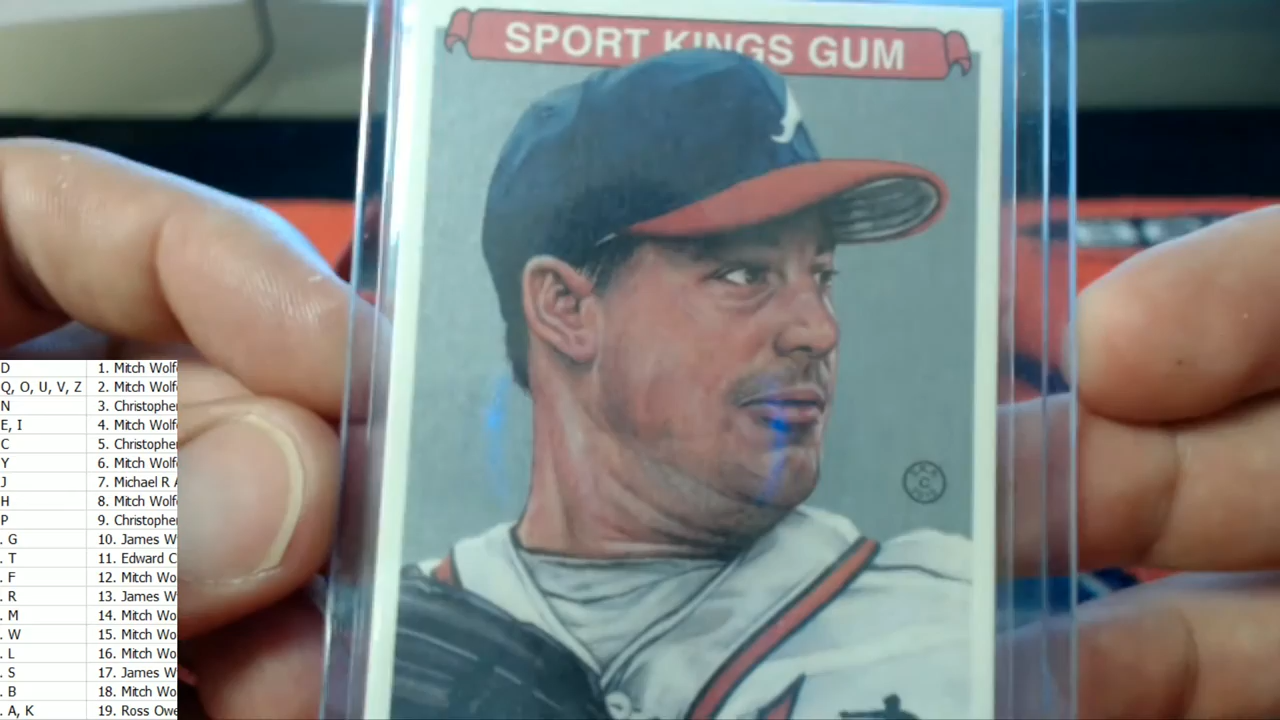 SPORT KINGS GUM
D 1. Mitch Wolf
Q, O, U, V, Z 2. Mitch Wolf
N 3. Christopher
E, I 4. Mitch Wolf
C 5. Christopher
Y 6. Mitch Wolf
J 7. Michael R
H 8. Mitch Wolf
P 9. Christopher
. G 10. James W
. T 11. Edward C
. F 12. Mitch Wo
. R 13. James W
. M 14. Mitch Wo
. W 15. Mitch Wo
. L 16. Mitch Wo
. S 17. James W
. B 18. Mitch Wo
. A, K 19. Ross Owe